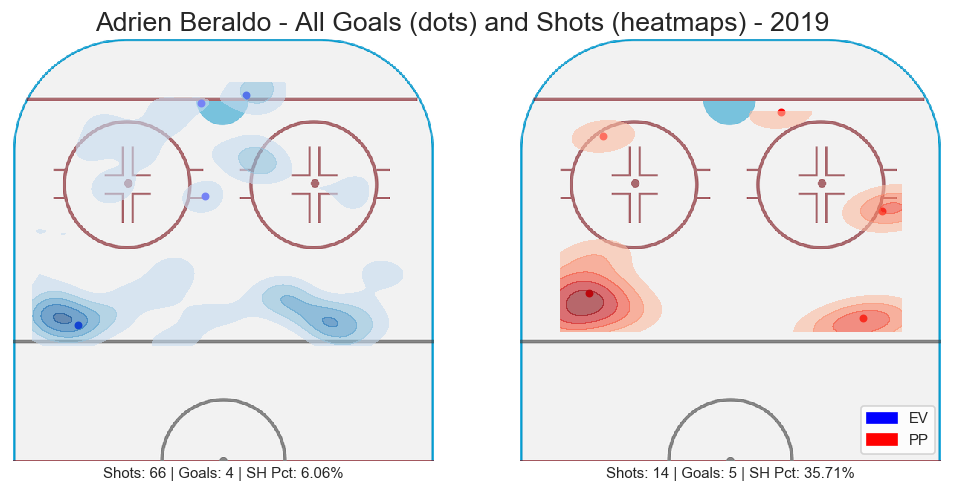 Adrien Beraldo - All Goals (dots) and Shots (heatmaps) - 2019
EV
PP
Shots: 66 | Goals: 4 | SH Pct: 6.06%
Shots: 14 | Goals: 5 | SH Pct: 35.71%